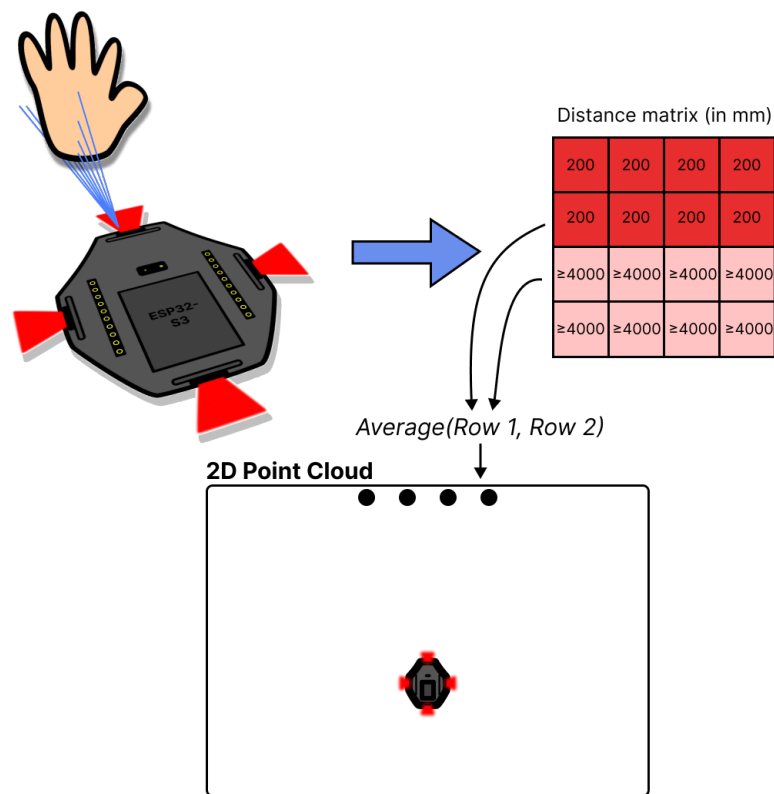 Distance matrix (in mm)
200 200 200 200
200 200 200 200
≥4000 ≥4000 ≥4000 ≥4000
≥4000 ≥4000 ≥4000 ≥4000
ESP32-
S3
Average(Row 1, Row 2)
2D Point Cloud